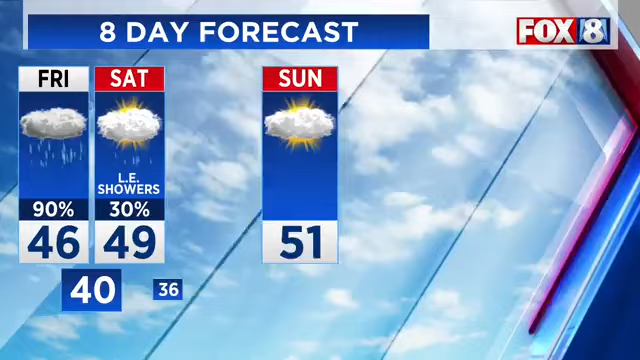 8 DAY FORECAST
FOX 8
FRI
SAT
SUN
L.E.
SHOWERS
90%
30%
46
49
51
40
36